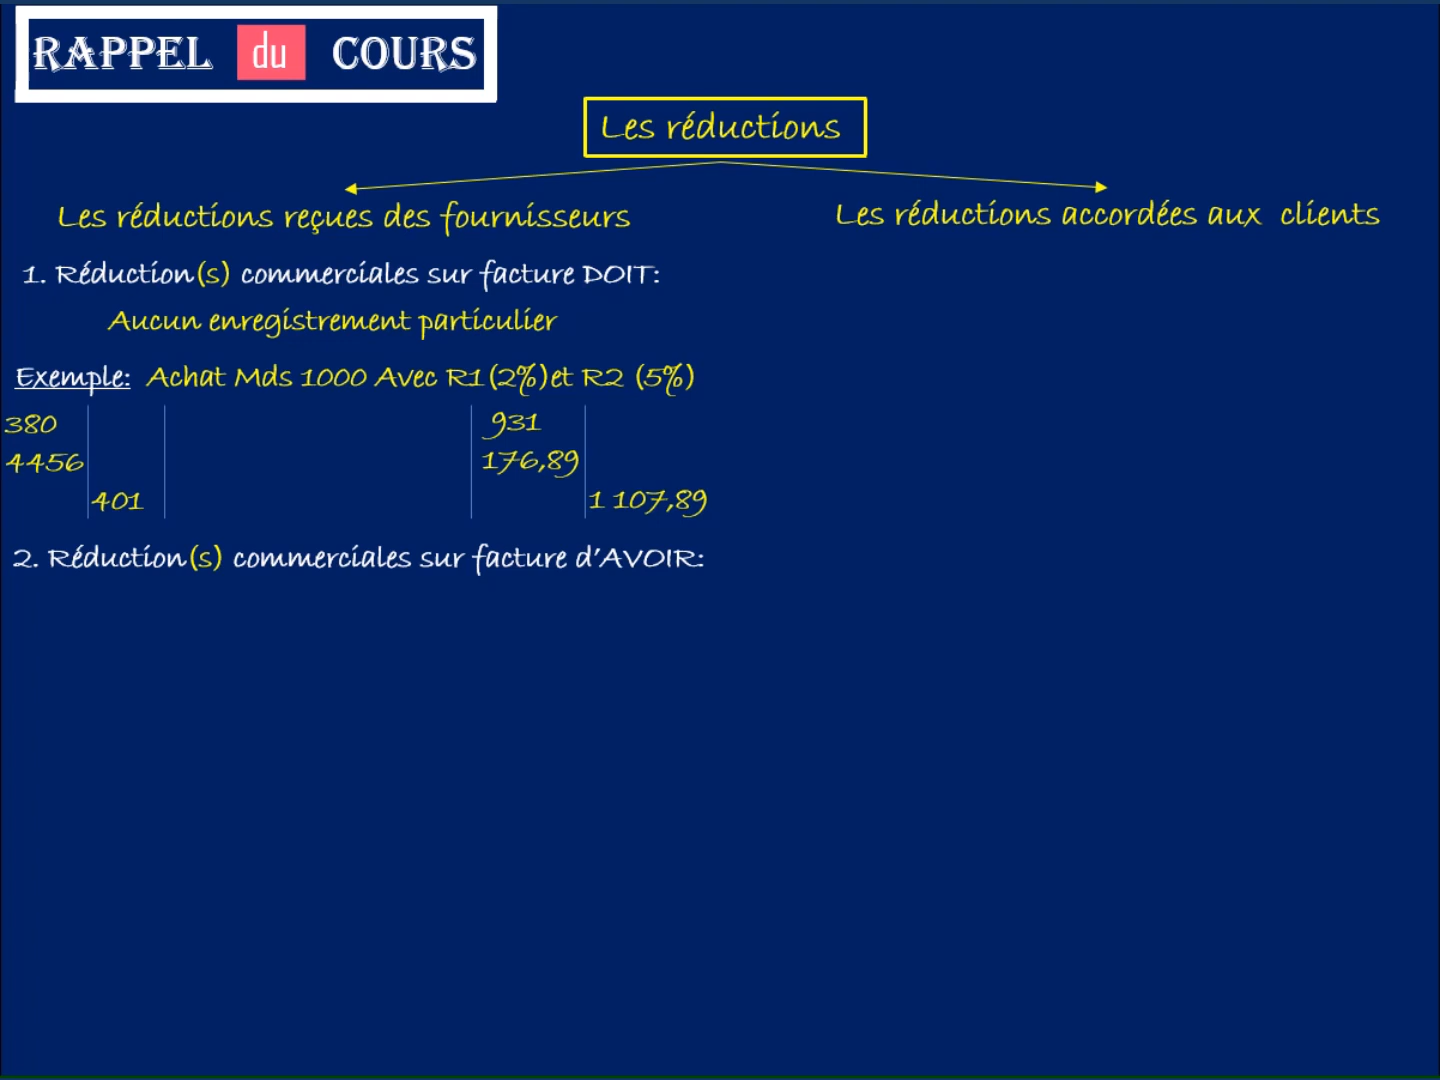 RAPPEL du COURS
Les réductions
Les réductions reçues des fournisseurs
Les réductions accordées aux clients
1. Réduction(s) commerciales sur facture DOIT:
Aucun enregistrement particulier
Exemple: Achat Mds 1000 Avec R1(2%)et R2 (5%)
380 931
4456 176,89
401 1 107,89
2. Réduction(s) commerciales sur facture d'AVOIR: